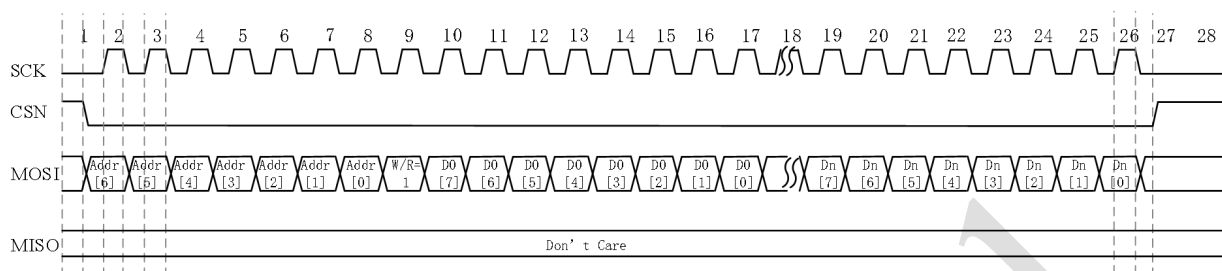 1 2 3 4 5 6 7 8 9 10 11 12 13 14 15 16 17 18 19 20 21 22 23 24 25 26 27 28
SCK
CSN
MOSI Addr [6] Addr [5] Addr [4] Addr [3] Addr [2] Addr [1] Addr [0] W/R= 1 D0 [7] D0 [6] D0 [5] D0 [4] D0 [3] D0 [2] D0 [1] D0 [0] Dn [7] Dn [6] Dn [5] Dn [4] Dn [3] Dn [2] Dn [1] Dn [0]
MISO Don't Care